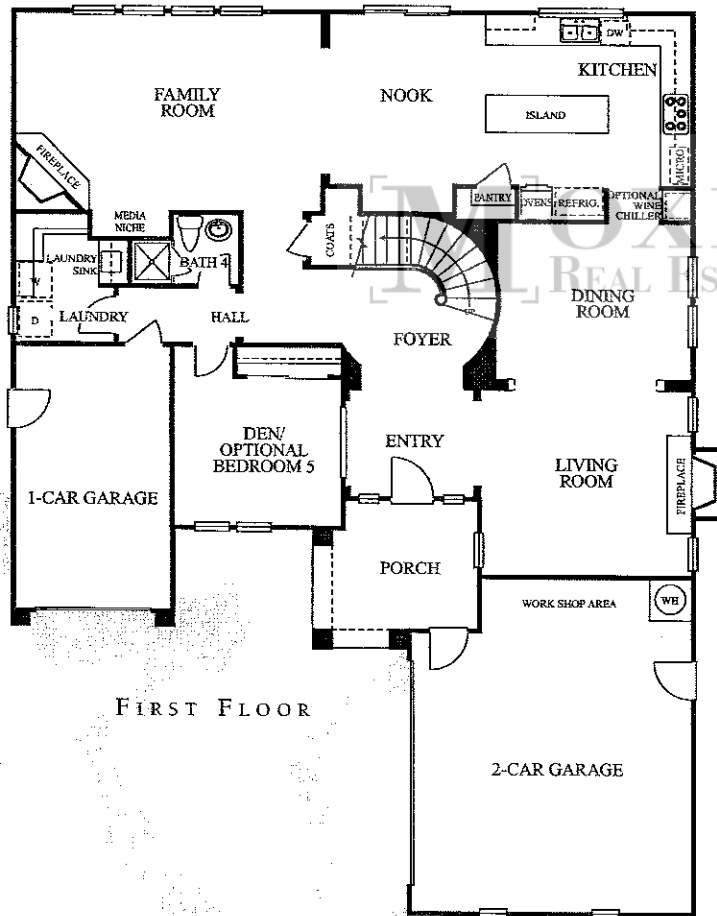 DW
KITCHEN
FAMILY
ROOM
NOOK
ISLAND
FIREPLACE
MICRO
PANTRY
OVENS
REFRIG.
OPTIONAL
WINE
CHILLER
MEDIA
NICHE
COATS
LAUNDRY
SINK
BATH 4
W
D
LAUNDRY
HALL
UP
REAL ES
DINING
ROOM
FOYER
DEN/
OPTIONAL
BEDROOM 5
ENTRY
LIVING
ROOM
FIREPLACE
1-CAR GARAGE
PORCH
WORK SHOP AREA
WH
FIRST FLOOR
2-CAR GARAGE